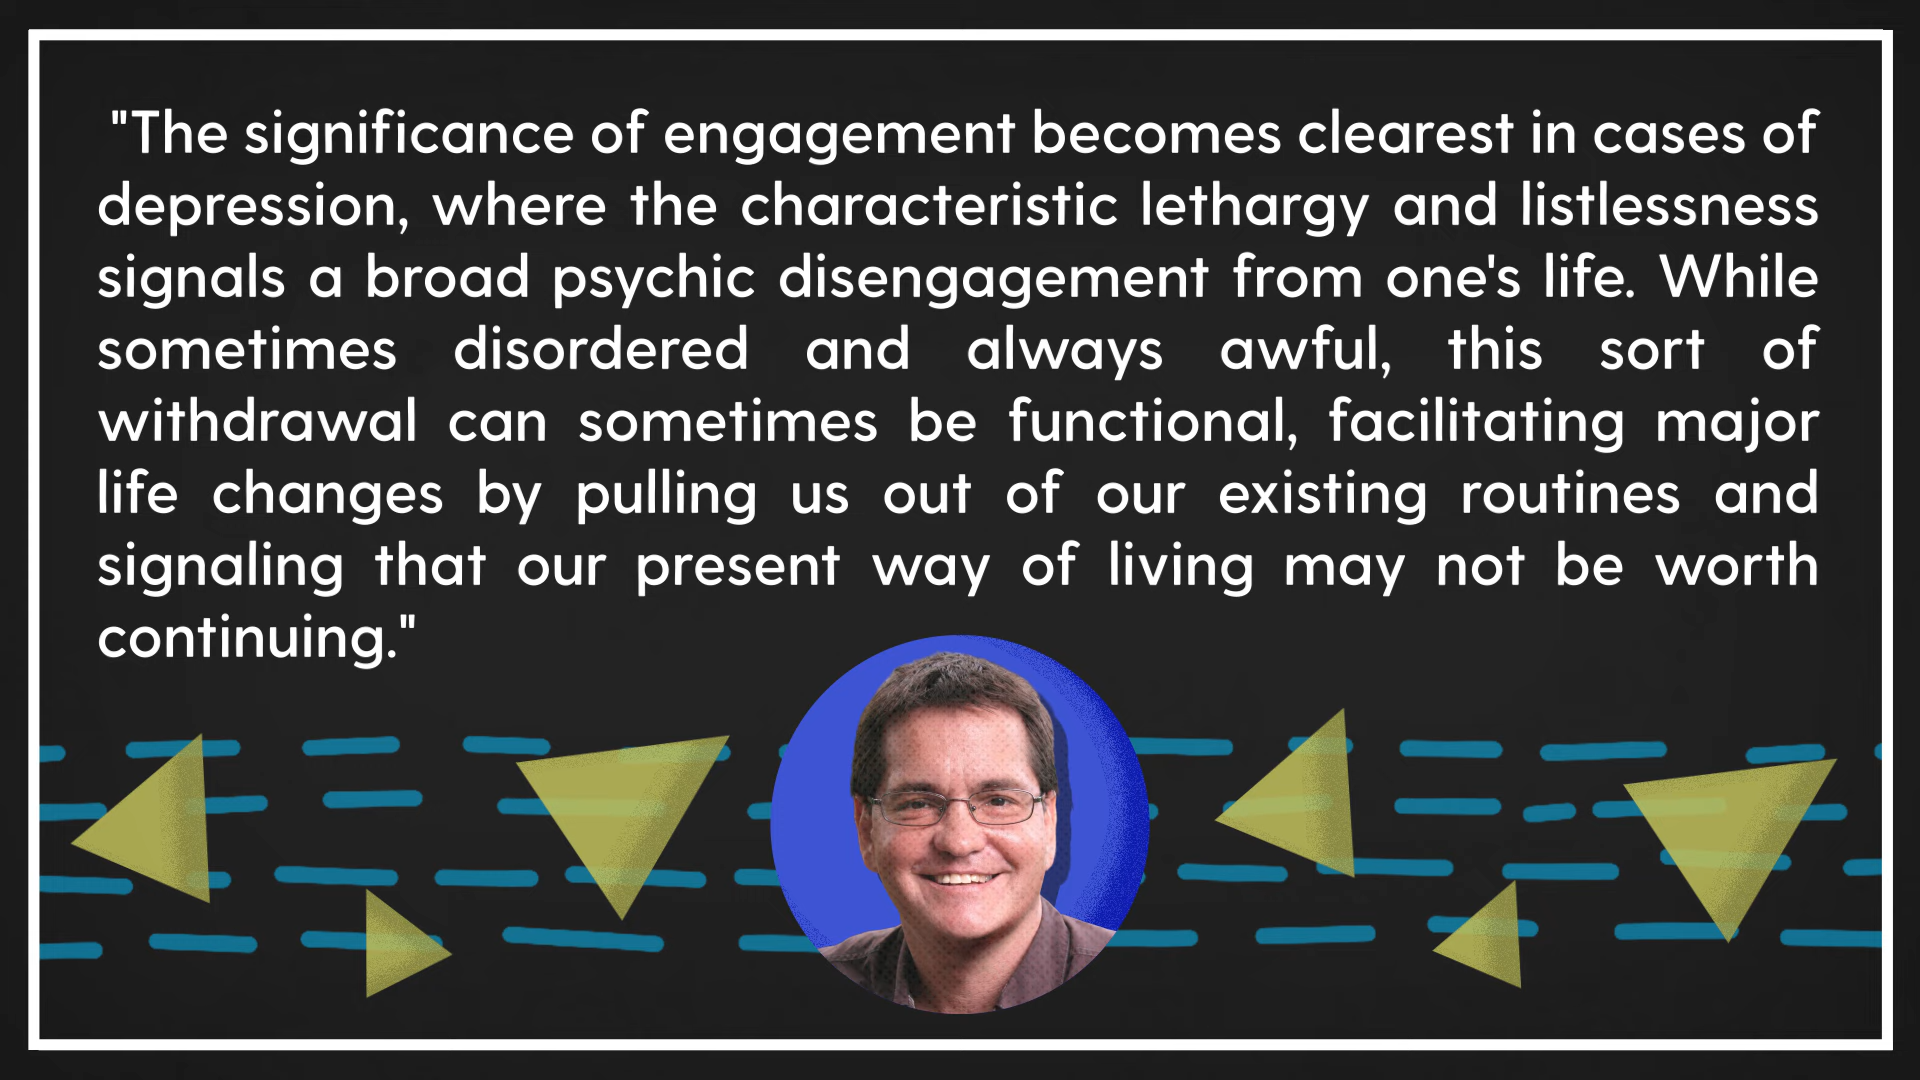 "The significance of engagement becomes clearest in cases of
depression, where the characteristic lethargy and listlessness
signals a broad psychic disengagement from one's life. While
sometimes disordered and always awful, this sort of
withdrawal can sometimes be functional, facilitating major
life changes by pulling us out of our existing routines and
signaling that our present way of living may not be worth
continuing."